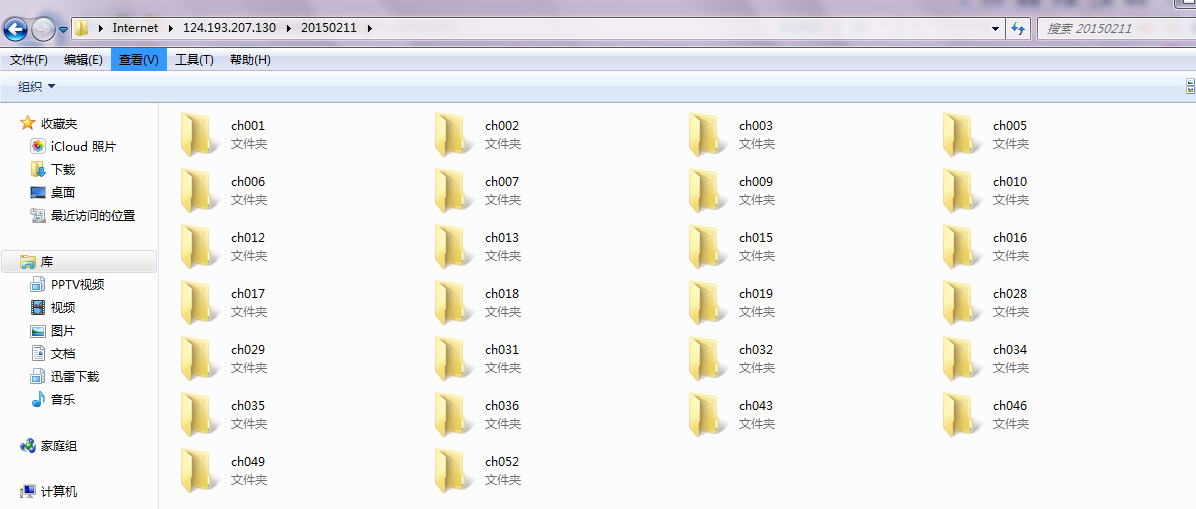 Internet 124.193.207.130 20150211
搜索 20150211
文件(F) 编辑(E) 查看(V) 工具(T) 帮助(H)
组织
收藏夹
iCloud 照片
下载
桌面
最近访问的位置
库
PPTV视频
视频
图片
文档
迅雷下载
音乐
家庭组
计算机
ch001 ch002 ch003 ch005
文件夹 文件夹 文件夹 文件夹
ch006 ch007 ch009 ch010
文件夹 文件夹 文件夹 文件夹
ch012 ch013 ch015 ch016
文件夹 文件夹 文件夹 文件夹
ch017 ch018 ch019 ch028
文件夹 文件夹 文件夹 文件夹
ch029 ch031 ch032 ch034
文件夹 文件夹 文件夹 文件夹
ch035 ch036 ch043 ch046
文件夹 文件夹 文件夹 文件夹
ch049 ch052
文件夹 文件夹